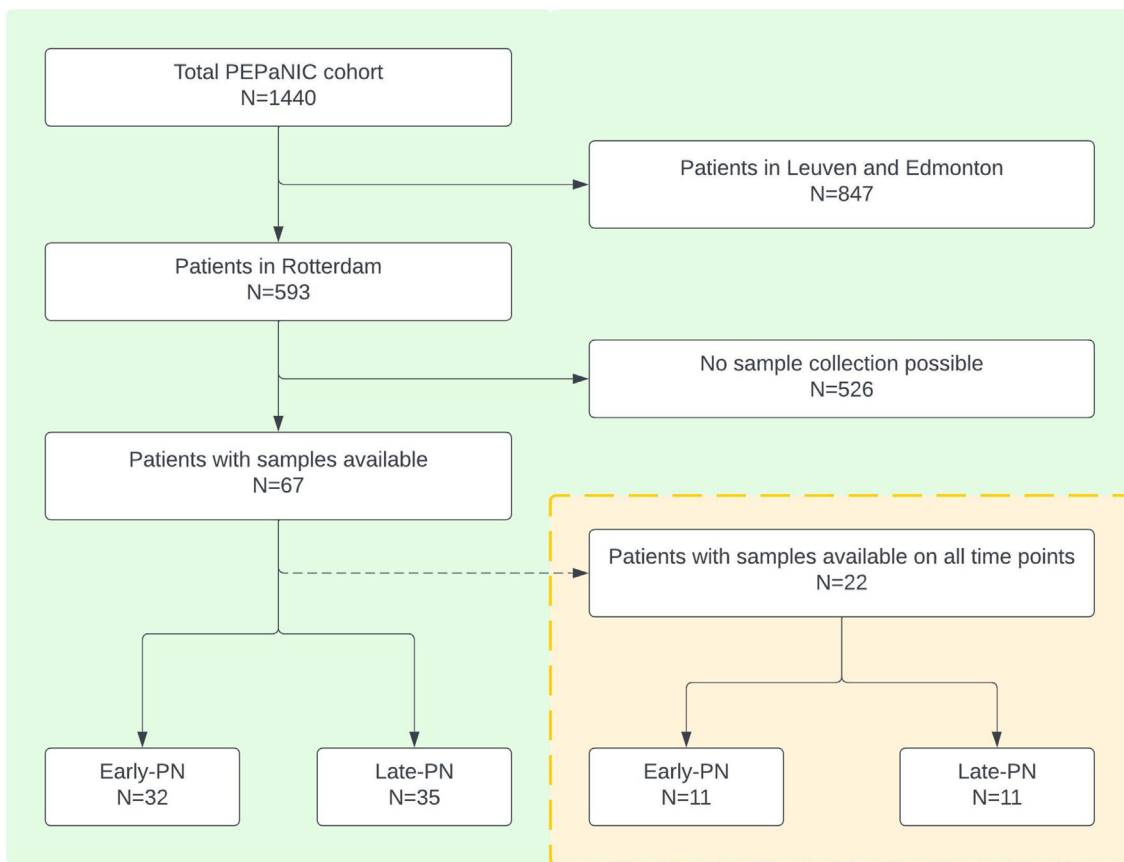 Total PEPaNIC cohort
N=1440
Patients in Leuven and Edmonton
N=847
Patients in Rotterdam
N=593
No sample collection possible
N=526
Patients with samples available
N=67
Patients with samples available on all time points
N=22
Early-PN
N=32
Late-PN
N=35
Early-PN
N=11
Late-PN
N=11